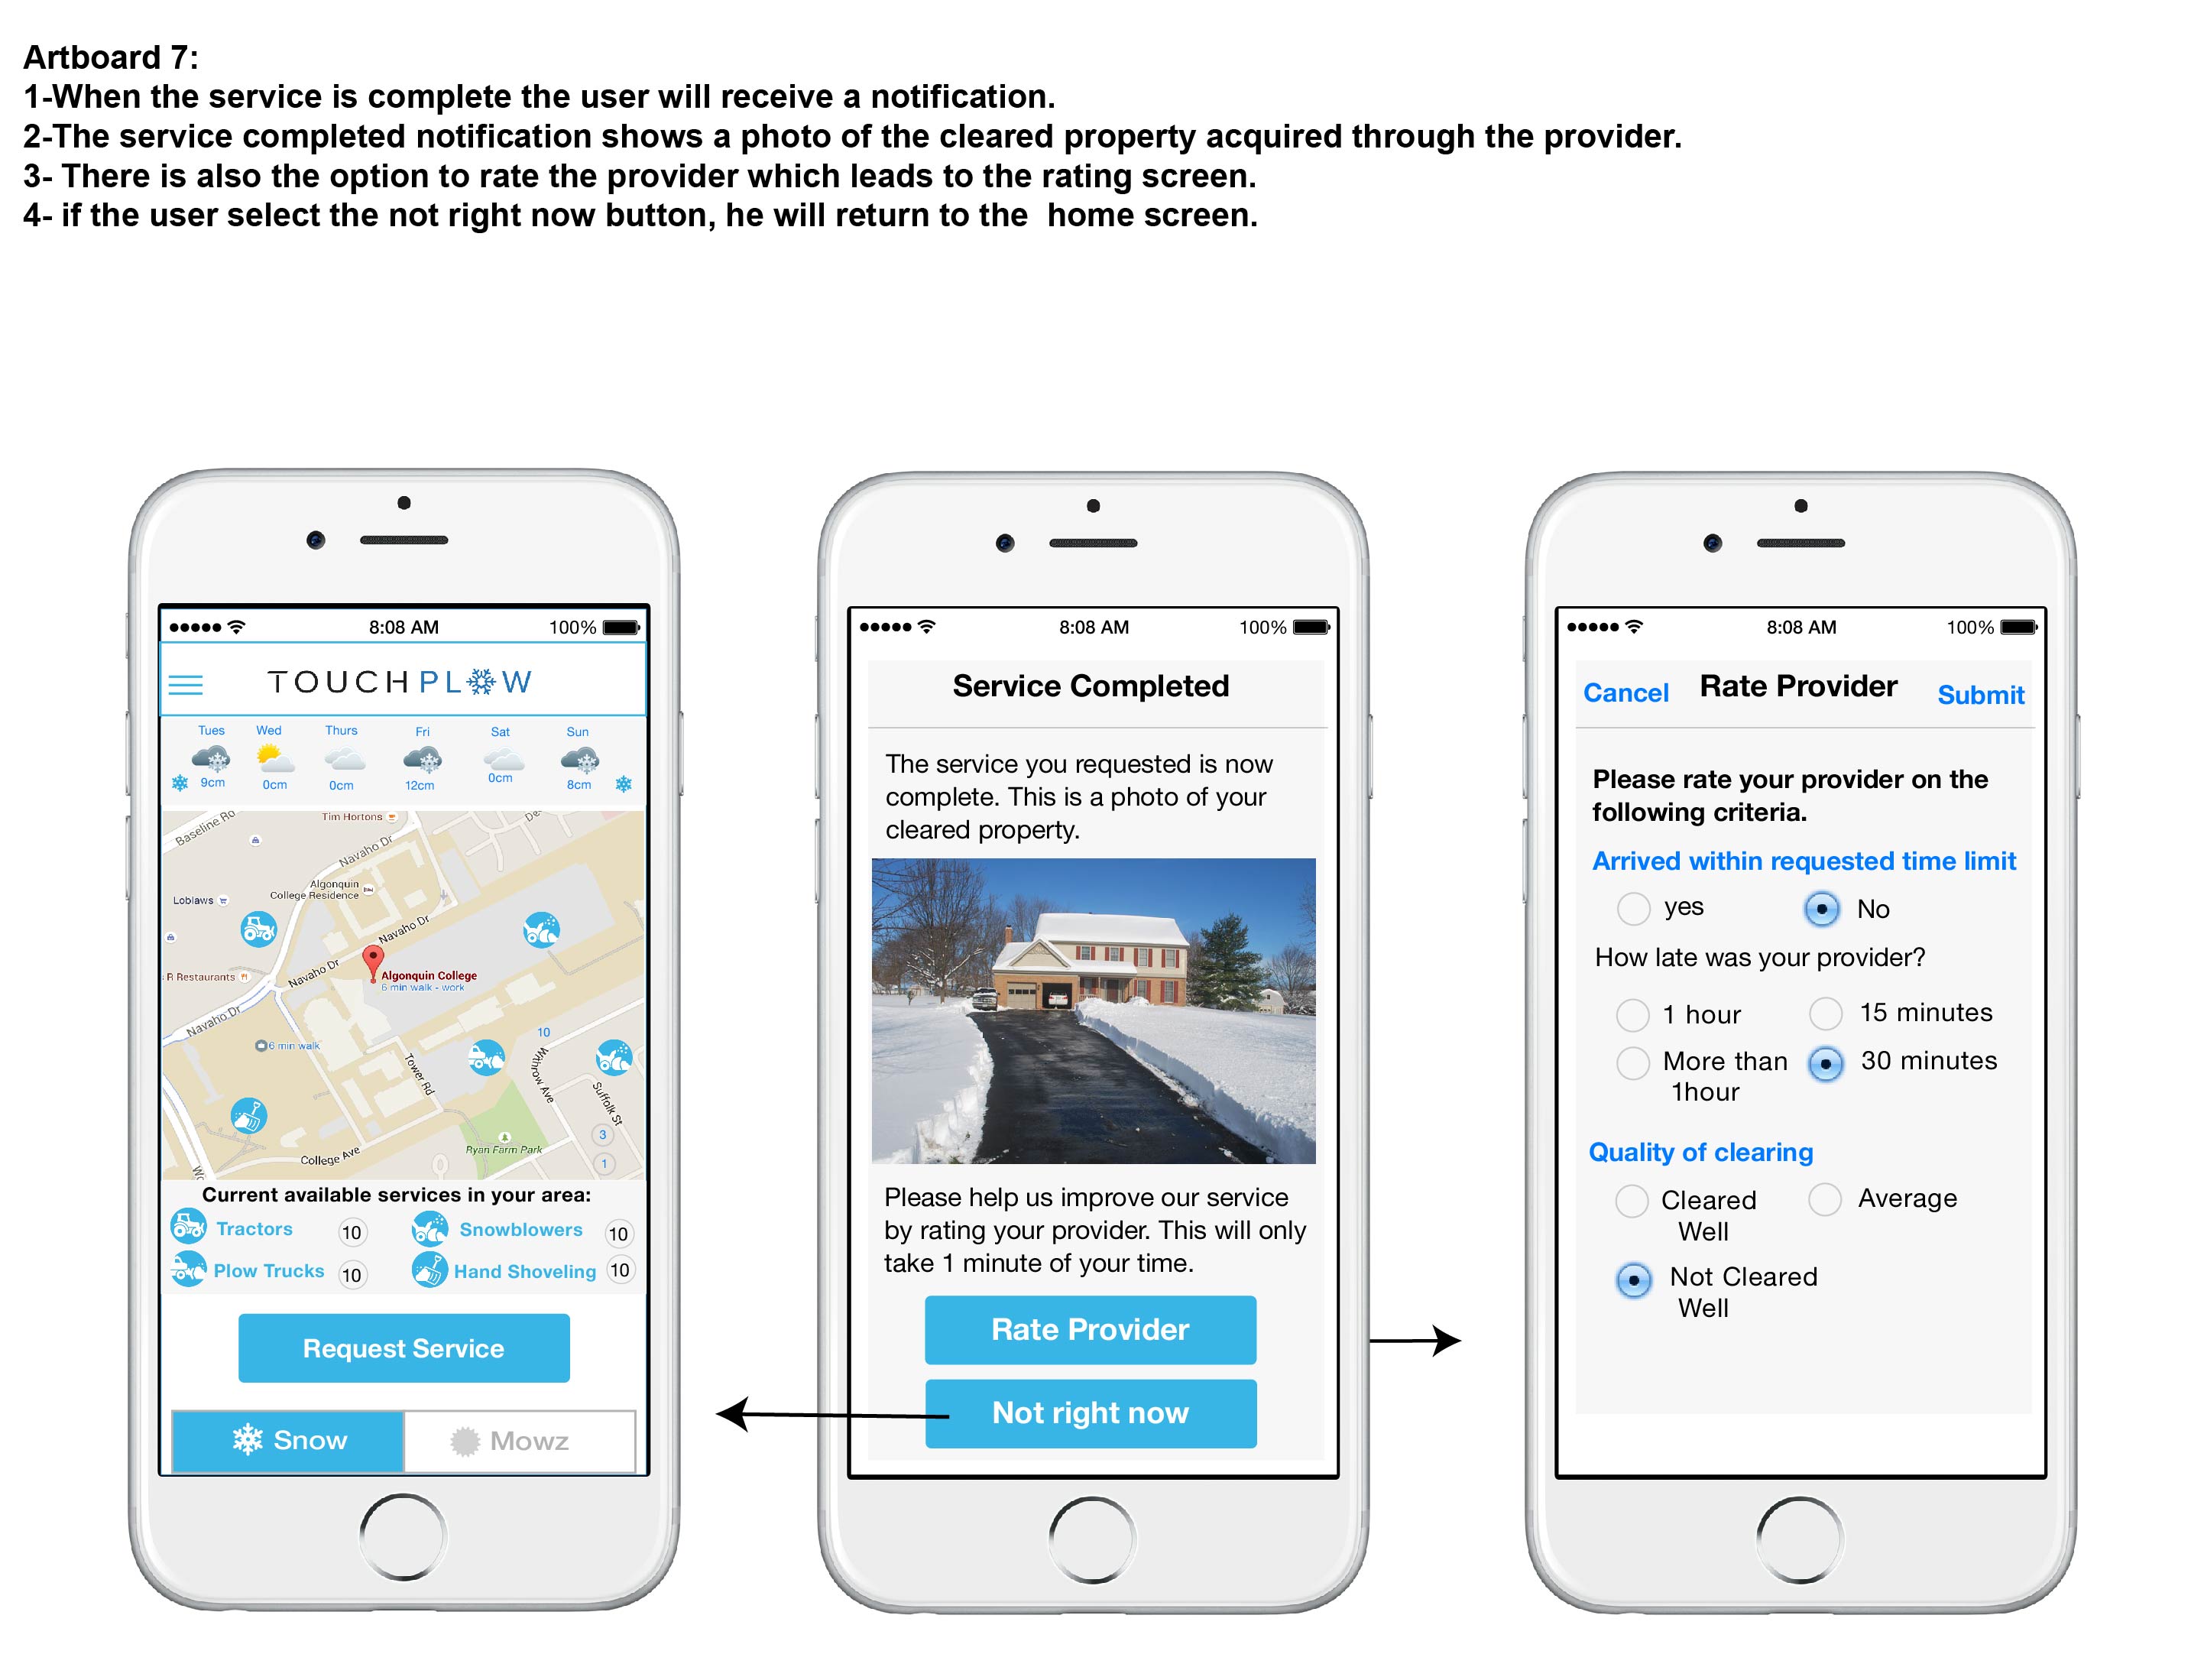 Artboard 7:
1-When the service is complete the user will receive a notification.
2-The service completed notification shows a photo of the cleared property acquired through the provider.
3- There is also the option to rate the provider which leads to the rating screen.
4- if the user select the not right now button, he will return to the  home screen.
8:08 AM 100%
TOUCHPLOW
Tues Wed Thurs Fri Sat Sun
9cm 0cm 0cm 12cm 0cm 8cm
Baseline Ro
Tim Hortons
De
Navaho Dr
Algonquin
College Residence
Loblaws
Navaho Dr
R Restaurants
Navaho Dr
Algonquin College
6 min walk - work
Navaho Dr
10
6 min walk
Tower Rd
Withrow Ave
Suffolk St
3
Ryan Farm Park
College Ave
1
Wo
Current available services in your area:
Tractors 10 Snowblowers 10
Plow Trucks 10 Hand Shoveling 10
Request Service
Snow Mowz
8:08 AM 100%
Service Completed
The service you requested is now
complete. This is a photo of your
cleared property.
Please help us improve our service
by rating your provider. This will only
take 1 minute of your time.
Rate Provider
Not right now
8:08 AM 100%
Cancel Rate Provider Submit
Please rate your provider on the
following criteria.
Arrived within requested time limit
yes No
How late was your provider?
1 hour 15 minutes
More than 30 minutes
1hour
Quality of clearing
Cleared Average
Well
Not Cleared
Well